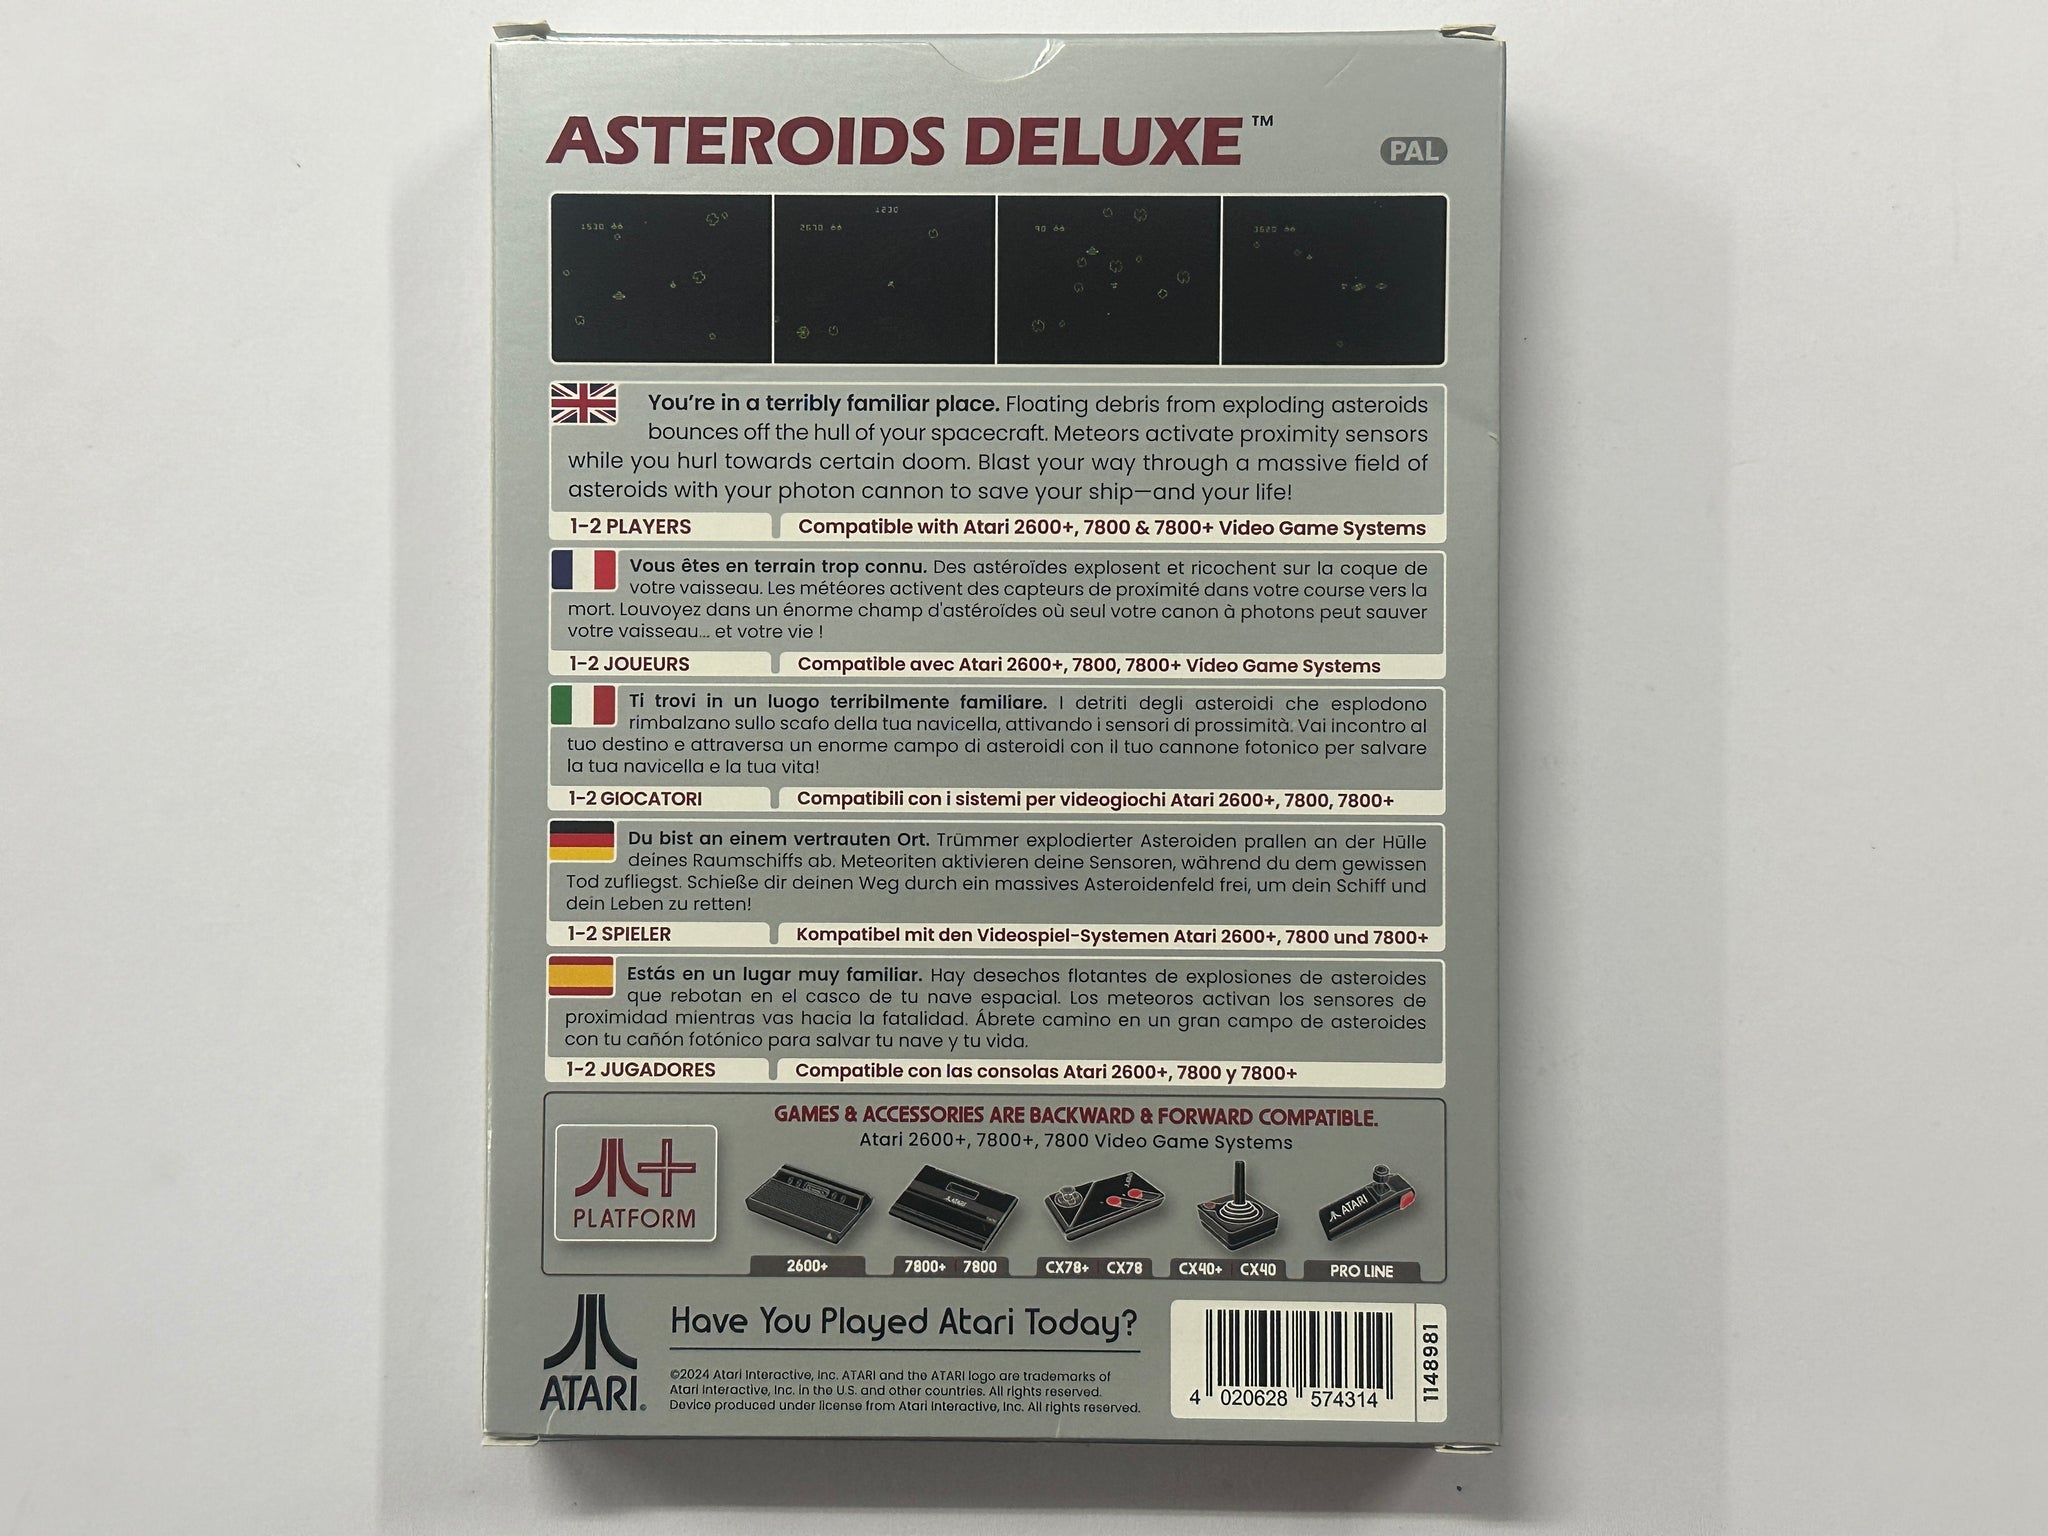 ASTEROIDS DELUXE™
PAL
1530
2670
1230
90
3620
You're in a terribly familiar place. Floating debris from exploding asteroids
bounces off the hull of your spacecraft. Meteors activate proximity sensors
while you hurl towards certain doom. Blast your way through a massive field of
asteroids with your photon cannon to save your ship—and your life!
1-2 PLAYERS
Compatible with Atari 2600+, 7800 & 7800+ Video Game Systems
Vous êtes en terrain trop connu. Des astéroïdes explosent et ricochent sur la coque de
votre vaisseau. Les météores activent des capteurs de proximité dans votre course vers la
mort. Louvoyez dans un énorme champ d'astéroïdes où seul votre canon à photons peut sauver
votre vaisseau... et votre vie !
1-2 JOUEURS
Compatible avec Atari 2600+, 7800, 7800+ Video Game Systems
Ti trovi in un luogo terribilmente familiare. I detriti degli asteroidi che esplodono
rimbalzano sullo scafo della tua navicella, attivando i sensori di prossimità. Vai incontro al
tuo destino e attraversa un enorme campo di asteroidl con il tuo cannone fotonico per salvare
la tua navicella e la tua vita!
1-2 GIOCATORI
Compatibili con i sistemi per videogiochi Atari 2600+, 7800, 7800+
Du bist an einem vertrauten Ort. Trümmer explodierter Asteroiden prallen an der Hülle
deines Raumschiffs ab. Meteoriten aktivieren deine Sensoren, während du dem gewissen
Tod zufliegst. Schieße dir deinen Weg durch ein massives Asteroidenfeld frei, um dein Schiff und
dein Leben zu retten!
1-2 SPIELER
Kompatibel mit den Videospiel-Systemen Atari 2600+, 7800 und 7800+
Estás en un lugar muy familiar. Hay desechos flotantes de explosiones de asteroides
que rebotan en el casco de tu nave espacial. Los meteoros activan los sensores de
proximidad mientras vas hacia la fatalidad. Ábrete camino en un gran campo de asteroides
con tu cañón fotónico para salvar tu nave y tu vida.
1-2 JUGADORES
Compatible con las consolas Atari 2600+, 7800 y 7800+
GAMES & ACCESSORIES ARE BACKWARD & FORWARD COMPATIBLE.
Atari 2600+, 7800+, 7800 Video Game Systems
PLATFORM
ATARI
ATARI
2600+
7800+ 7800
CX78+ CX78
CX40+ CX40
PRO LINE
ATARI®
Have You Played Atari Today?
©2024 Atari Interactive, Inc. ATARI and the ATARI logo are trademarks of
Atari Interactive, Inc. in the U.S. and other countries. All rights reserved.
Device produced under license from Atari Interactive, Inc. All rights reserved.
4 020628 574314
1148981